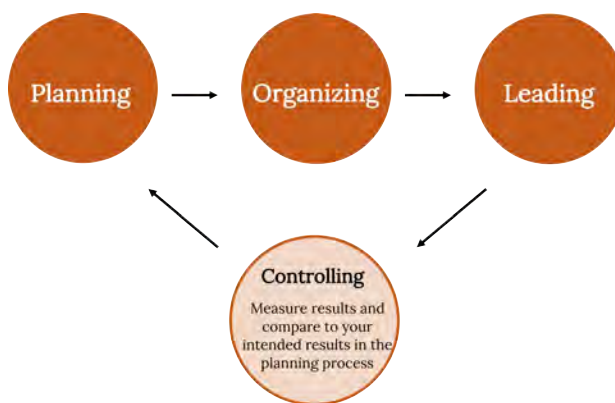 Planning
Organizing
Leading
Controlling
Measure results and
compare to your
intended results in the
planning process